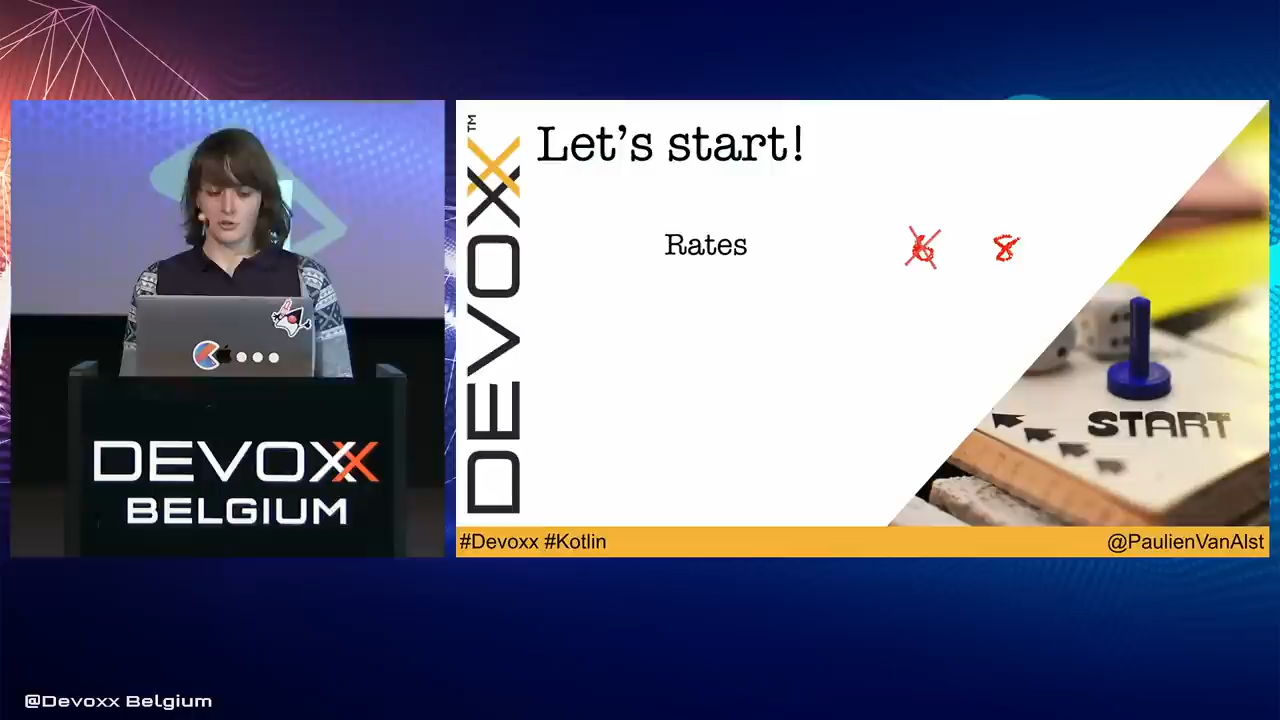 DEVOXX™
Let's start!
Rates 6 8
START
DEVOXX
BELGIUM
#Devoxx #Kotlin
@PaulienVanAlst
@Devoxx Belgium